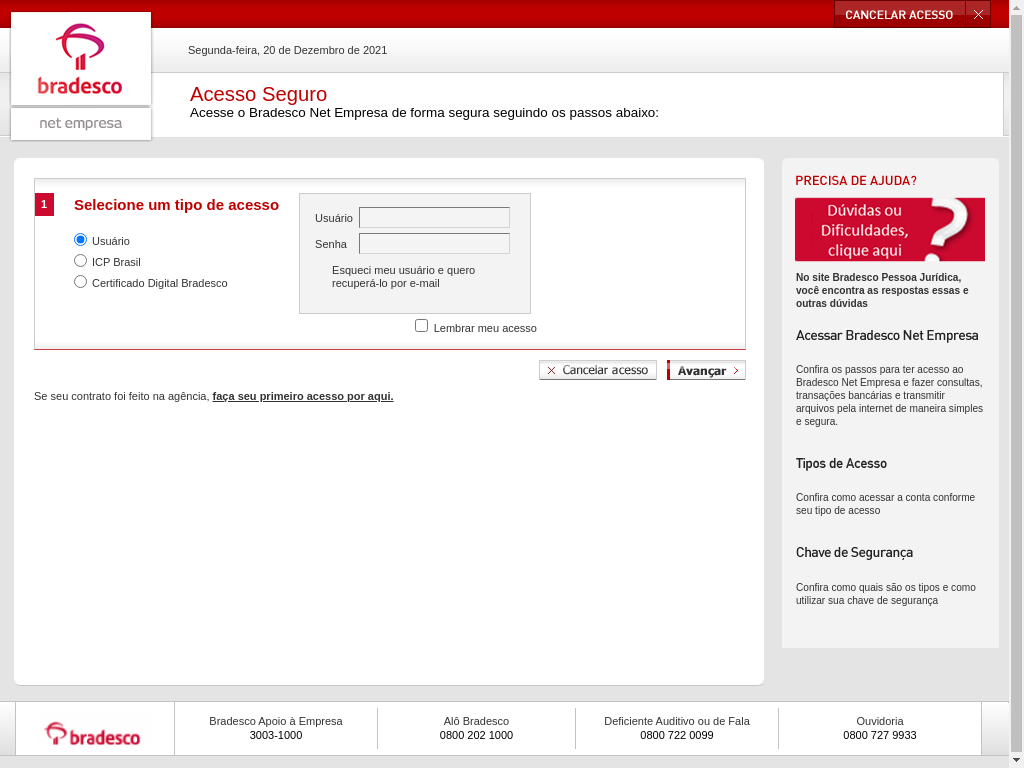 CANCELAR ACESSO
bradesco
net empresa
Segunda-feira, 20 de Dezembro de 2021
Acesso Seguro
Acesse o Bradesco Net Empresa de forma segura seguindo os passos abaixo:
1
Selecione um tipo de acesso
Usuário
ICP Brasil
Certificado Digital Bradesco
Usuário
Senha
Esqueci meu usuário e quero
recuperá-lo por e-mail
Lembrar meu acesso
Cancelar acesso
Avançar
Se seu contrato foi feito na agência, faça seu primeiro acesso por aqui.
PRECISA DE AJUDA?
Dúvidas ou
Dificuldades,
clique aqui
?
No site Bradesco Pessoa Jurídica,
você encontra as respostas essas e
outras dúvidas
Acessar Bradesco Net Empresa
Confira os passos para ter acesso ao
Bradesco Net Empresa e fazer consultas,
transações bancárias e transmitir
arquivos pela internet de maneira simples
e segura.
Tipos de Acesso
Confira como acessar a conta conforme
seu tipo de acesso
Chave de Segurança
Confira como quais são os tipos e como
utilizar sua chave de segurança
bradesco
Bradesco Apoio à Empresa
3003-1000
Alô Bradesco
0800 202 1000
Deficiente Auditivo ou de Fala
0800 722 0099
Ouvidoria
0800 727 9933